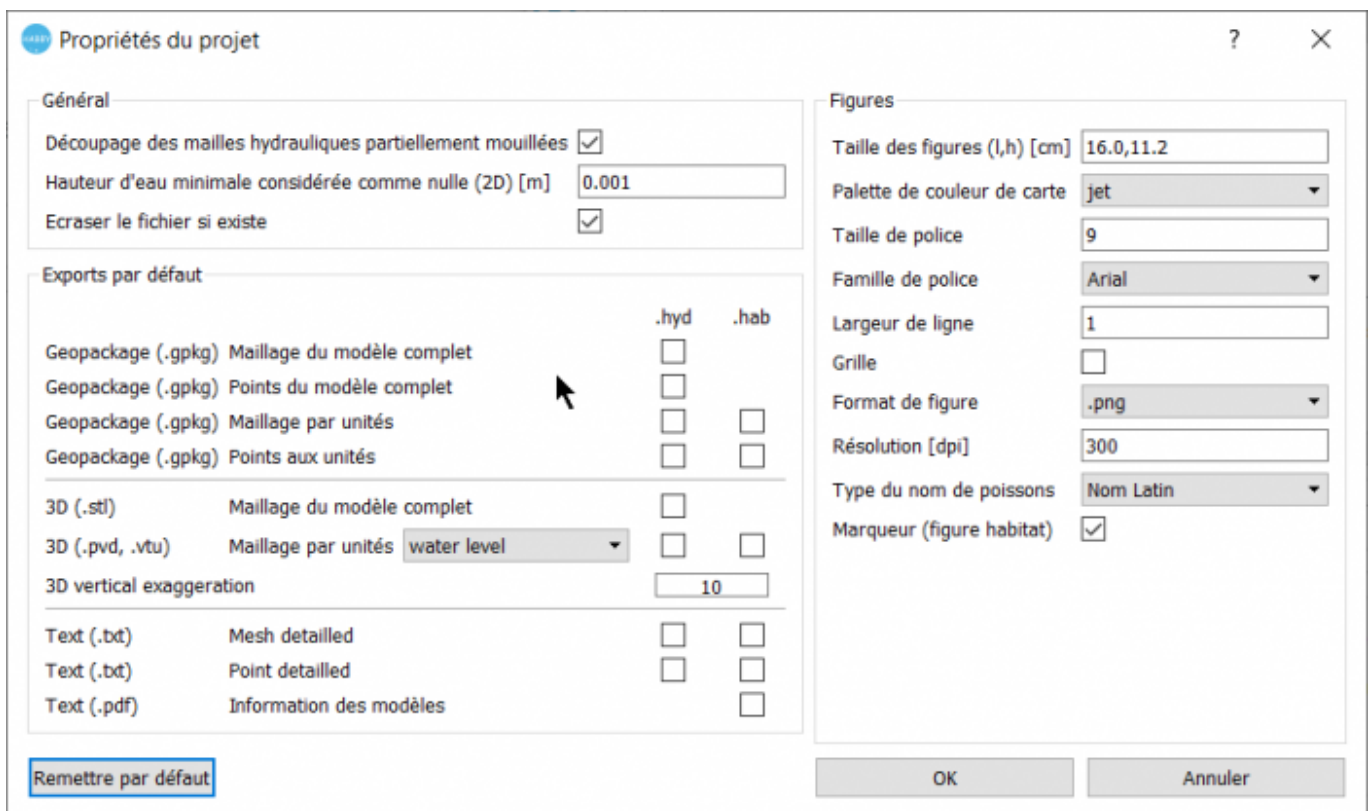 HABBY
Propriétés du projet
?
Général
Découpage des mailles hydrauliques partiellement mouillées
Hauteur d'eau minimale considérée comme nulle (2D) [m] 0.001
Ecraser le fichier si existe
Exports par défaut
.hyd .hab
Geopackage (.gpkg) Maillage du modèle complet
Geopackage (.gpkg) Points du modèle complet
Geopackage (.gpkg) Maillage par unités
Geopackage (.gpkg) Points aux unités
3D (.stl) Maillage du modèle complet
3D (.pvd, .vtu) Maillage par unités water level
3D vertical exaggeration 10
Text (.txt) Mesh detailled
Text (.txt) Point detailled
Text (.pdf) Information des modèles
Figures
Taille des figures (l,h) [cm] 16.0,11.2
Palette de couleur de carte jet
Taille de police 9
Famille de police Arial
Largeur de ligne 1
Grille
Format de figure .png
Résolution [dpi] 300
Type du nom de poissons Nom Latin
Marqueur (figure habitat)
Remettre par défaut
OK
Annuler